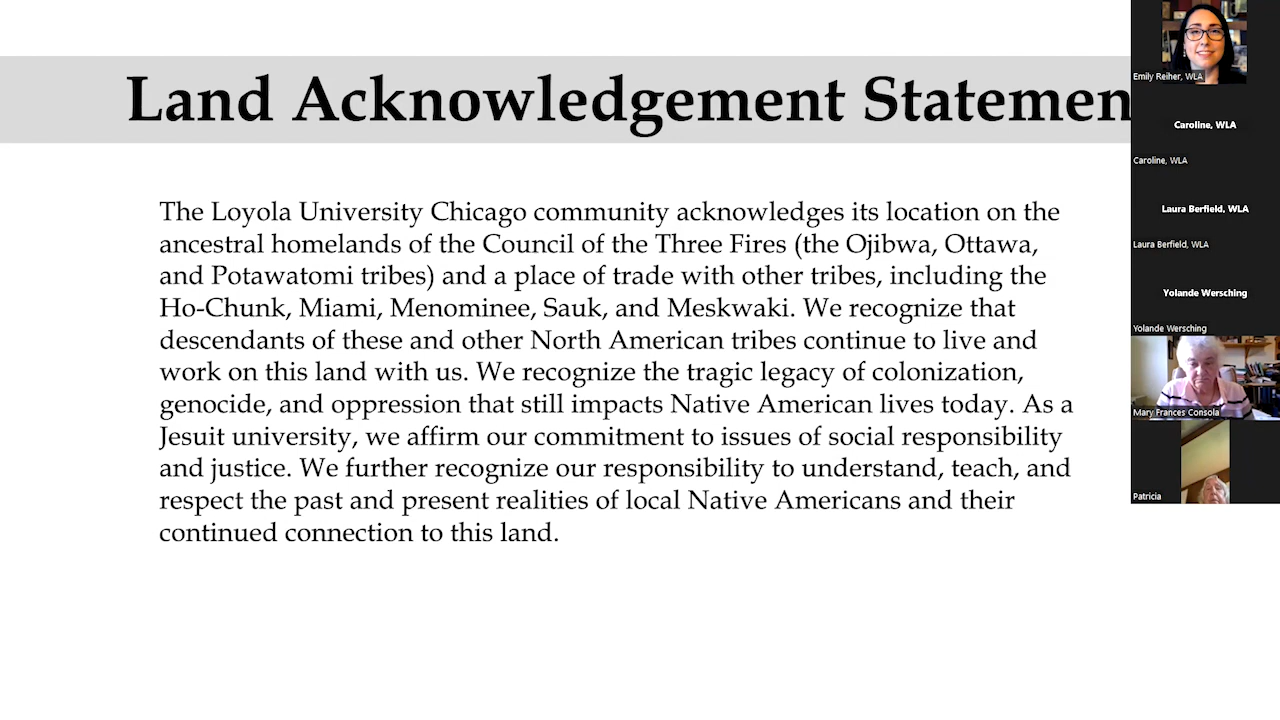 Land Acknowledgement Statemen
The Loyola University Chicago community acknowledges its location on the
ancestral homelands of the Council of the Three Fires (the Ojibwa, Ottawa,
and Potawatomi tribes) and a place of trade with other tribes, including the
Ho-Chunk, Miami, Menominee, Sauk, and Meskwaki. We recognize that
descendants of these and other North American tribes continue to live and
work on this land with us. We recognize the tragic legacy of colonization,
genocide, and oppression that still impacts Native American lives today. As a
Jesuit university, we affirm our commitment to issues of social responsibility
and justice. We further recognize our responsibility to understand, teach, and
respect the past and present realities of local Native Americans and their
continued connection to this land.
Emily Reiher, WLA
Caroline, WLA
Caroline, WLA
Laura Berfield, WLA
Laura Berfield, WLA
Yolande Wersching
Yolande Wersching
Mary Frances Consola
Patricia